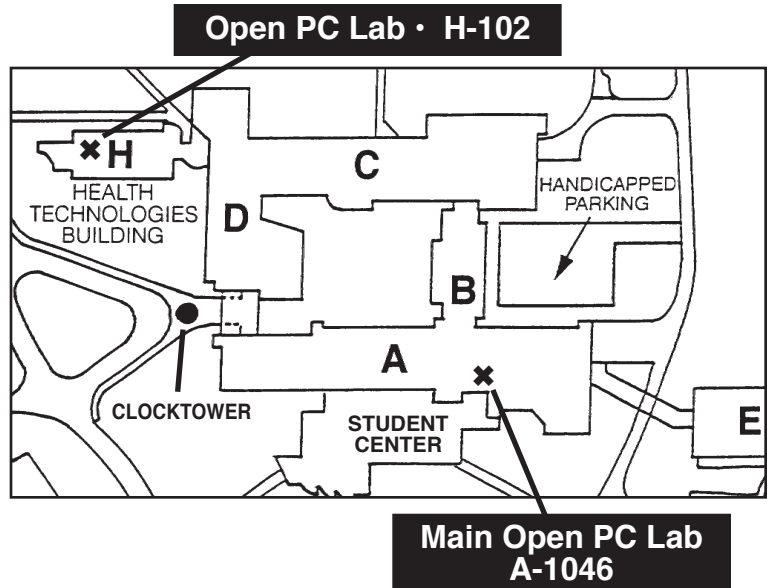 Open PC Lab • H-102
H
HEALTH
TECHNOLOGIES
BUILDING
C
D
HANDICAPPED
PARKING
B
A
CLOCKTOWER
STUDENT
CENTER
E
Main Open PC Lab
A-1046